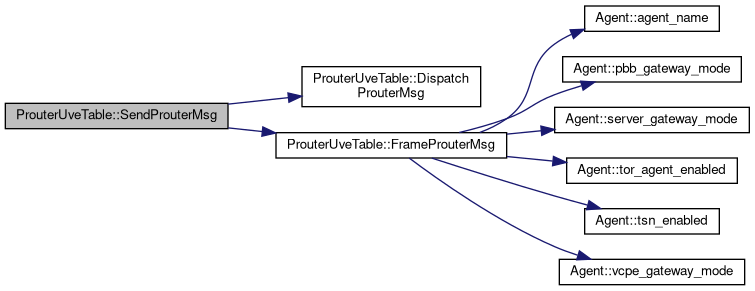 ProuterUveTable::SendProuterMsg
ProuterUveTable::Dispatch
ProuterMsg
ProuterUveTable::FrameProuterMsg
Agent::agent_name
Agent::pbb_gateway_mode
Agent::server_gateway_mode
Agent::tor_agent_enabled
Agent::tsn_enabled
Agent::vcpe_gateway_mode